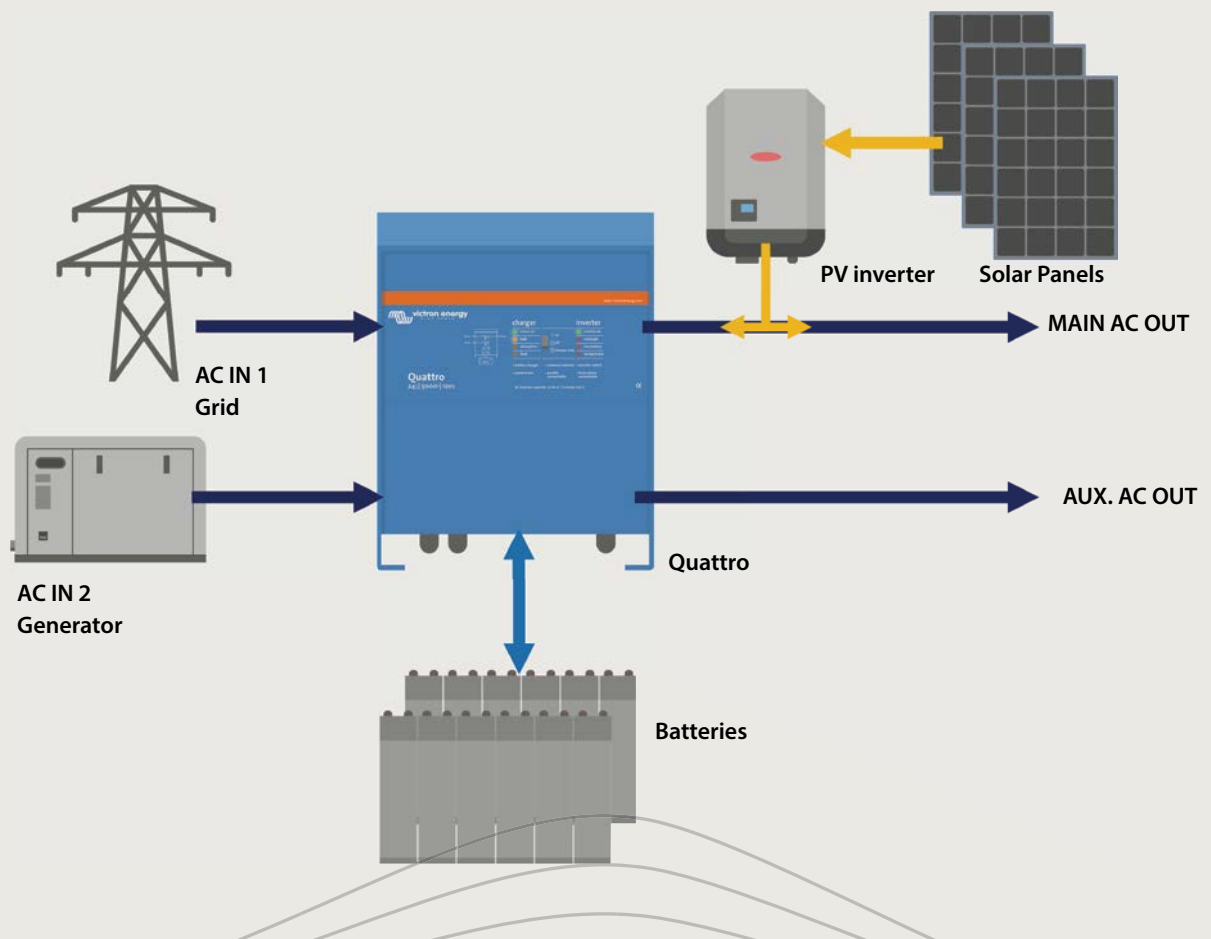 PV inverter
Solar Panels
MAIN AC OUT
victron energy
charger
inverter
AC IN 1
Grid
Quattro
AUX. AC OUT
Quattro
AC IN 2
Generator
Batteries